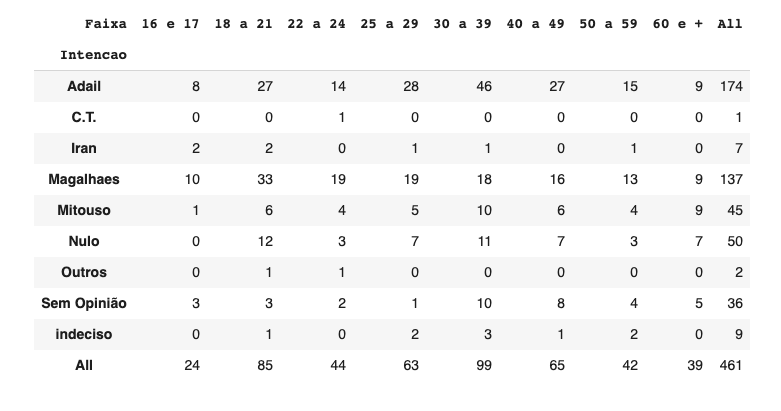 Faixa 16 e 17 18 a 21 22 a 24 25 a 29 30 a 39 40 a 49 50 a 59 60 e + All
Intencao
Adail 8 27 14 28 46 27 15 9 174
C.T. 0 0 1 0 0 0 0 0 1
Iran 2 2 0 1 1 0 1 0 7
Magalhaes 10 33 19 19 18 16 13 9 137
Mitouso 1 6 4 5 10 6 4 9 45
Nulo 0 12 3 7 11 7 3 7 50
Outros 0 1 1 0 0 0 0 0 2
Sem Opinião 3 3 2 1 10 8 4 5 36
indeciso 0 1 0 2 3 1 2 0 9
All 24 85 44 63 99 65 42 39 461